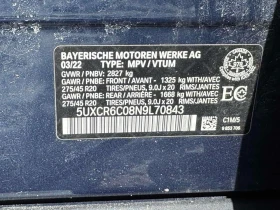 BAYERISCHE MOTOREN WERKE AG
03/22 TYPE: MPV / VTUM
GVWR / PNBV: 2827 kg
GAWR / PNBE: FRONT / AVANT - 1325 kg WITH/AVEC
275/45 R20 TIRES/PNEUS, 9.0J x 20 RIMS/JANTES
GAWR / PNBE: REAR / ARRIÈRE - 1668 kg WITH/AVEC
275/45 R20 TIRES/PNEUS, 9.0J x 20 RIMS/JANTES
5UXCR6C08N9L70843
EC
C1M/5